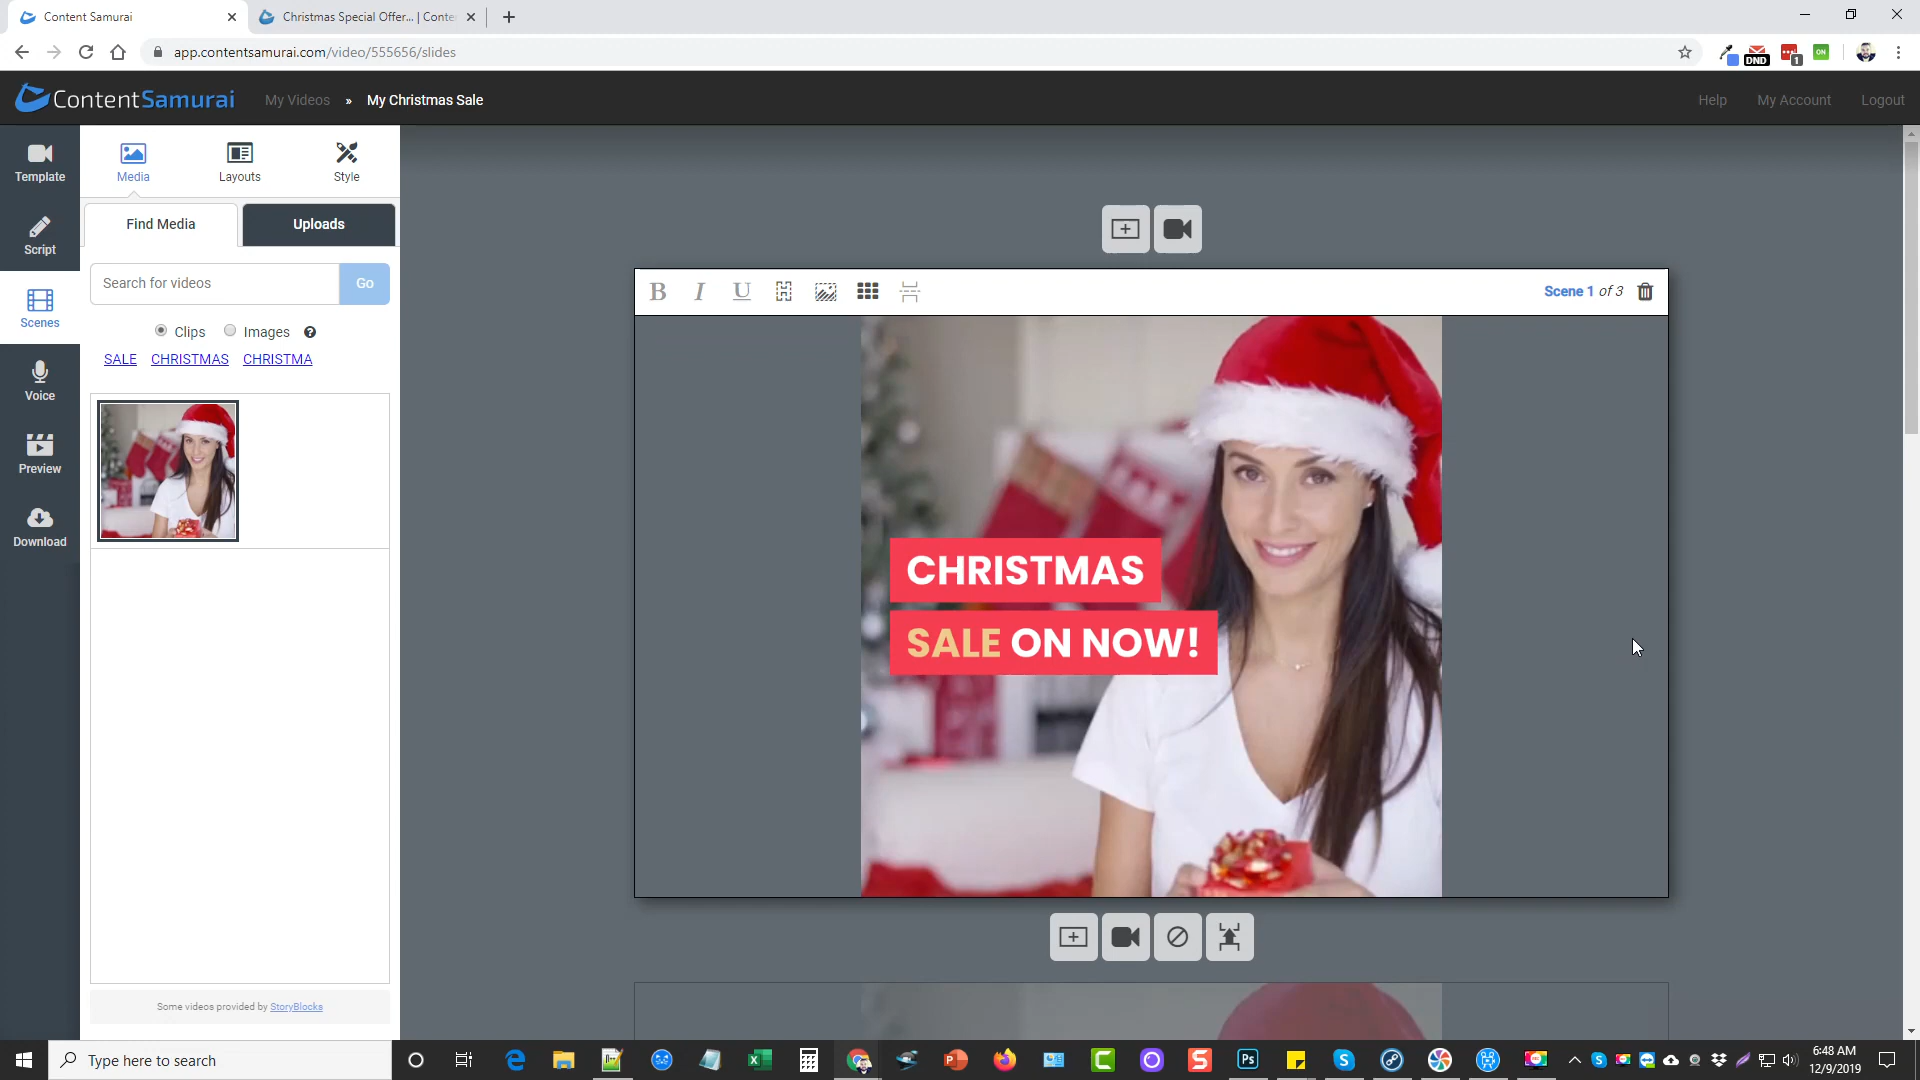 Content Samurai
Christmas Special Offer... | Conte
app.contentsamurai.com/video/555656/slides
DND
1
ON
ContentSamurai
My Videos » My Christmas Sale
Help My Account Logout
Template
Script
Scenes
Voice
Preview
Download
Media Layouts Style
Find Media Uploads
Search for videos Go
Clips Images ?
SALE CHRISTMAS CHRISTMA
Some videos provided by StoryBlocks
B I U
Scene 1 of 3
CHRISTMAS
SALE ON NOW!
Type here to search
6:48 AM
12/9/2019